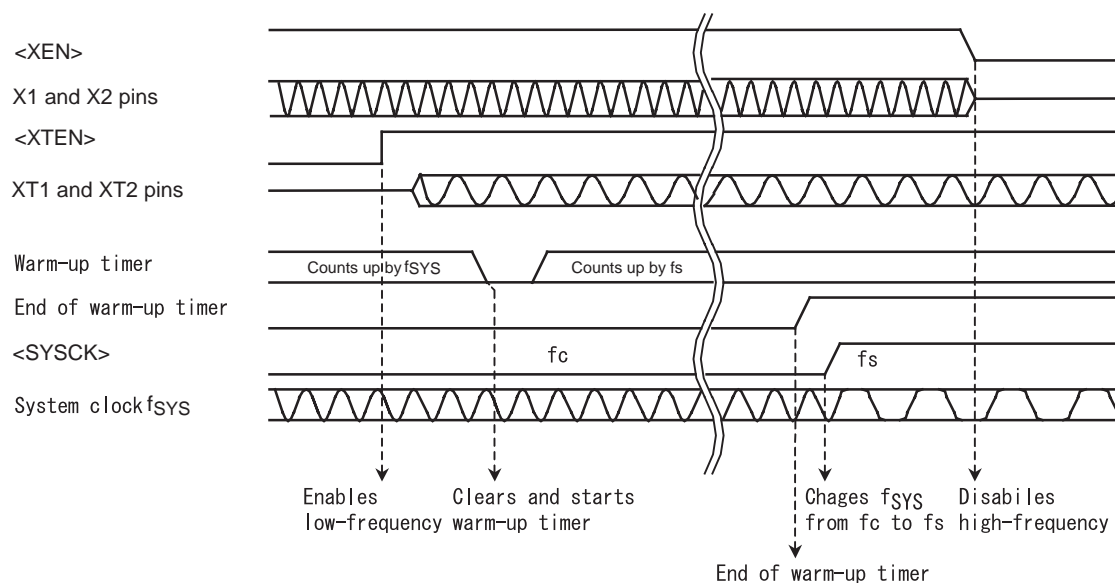 <XEN>
X1 and X2 pins
<XTEN>
XT1 and XT2 pins
Warm-up timer
Counts up by fSYS
Counts up by fs
End of warm-up timer
<SYSCK>
fc
fs
System clock fSYS
Enables
low-frequency
Clears and starts
warm-up timer
Chages fSYS
from fc to fs
Disabiles
high-frequency
End of warm-up timer